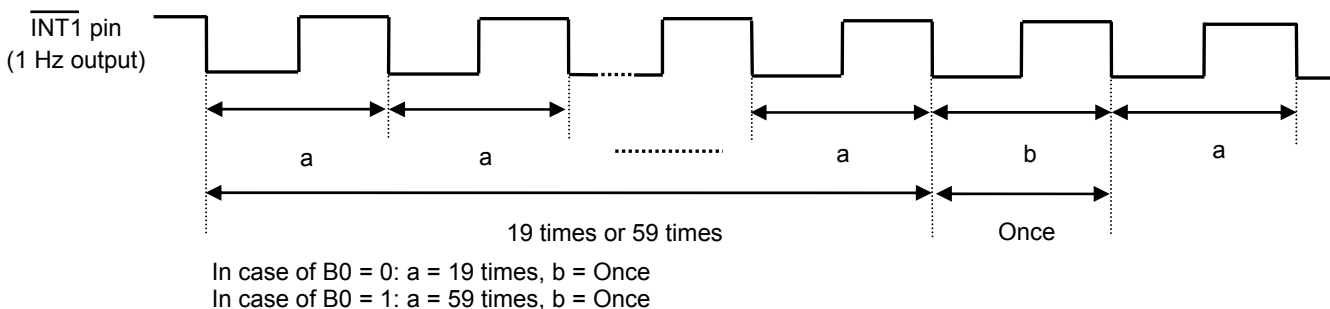 INT1 pin
(1 Hz output)
a
a
a
b
a
19 times or 59 times
Once
In case of B0 = 0: a = 19 times, b = Once
In case of B0 = 1: a = 59 times, b = Once